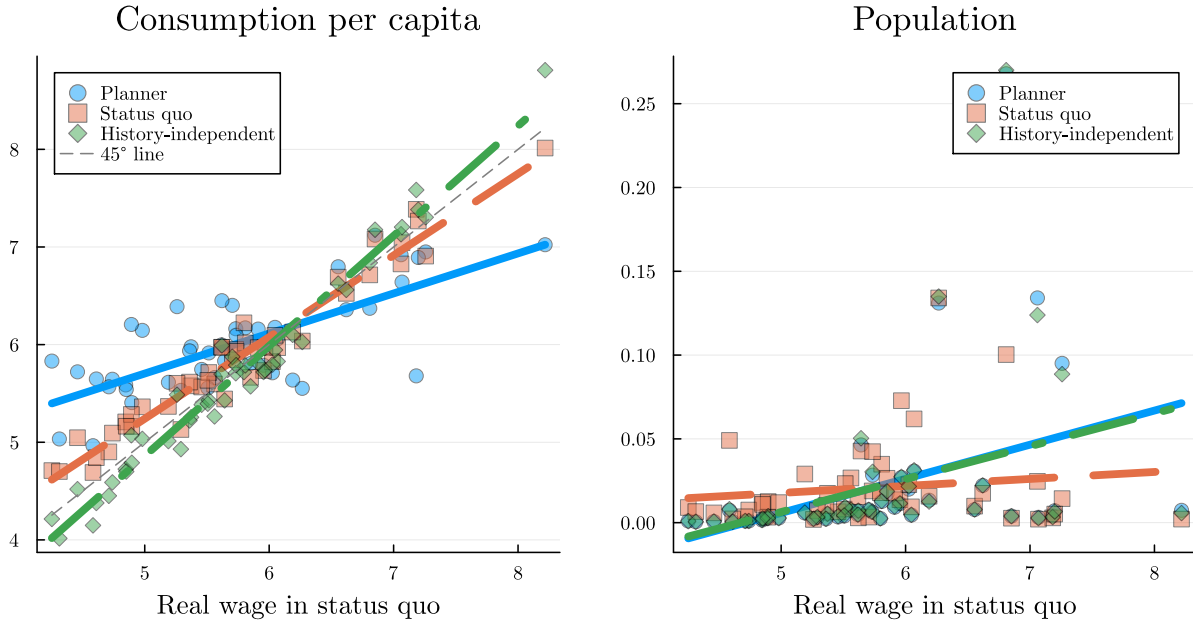 Consumption per capita
Planner
Status quo
History-independent
45° line
8
7
6
5
4
5
6
7
8
Real wage in status quo
Population
Planner
Status quo
History-independent
0.25
0.20
0.15
0.10
0.05
0.00
5
6
7
8
Real wage in status quo